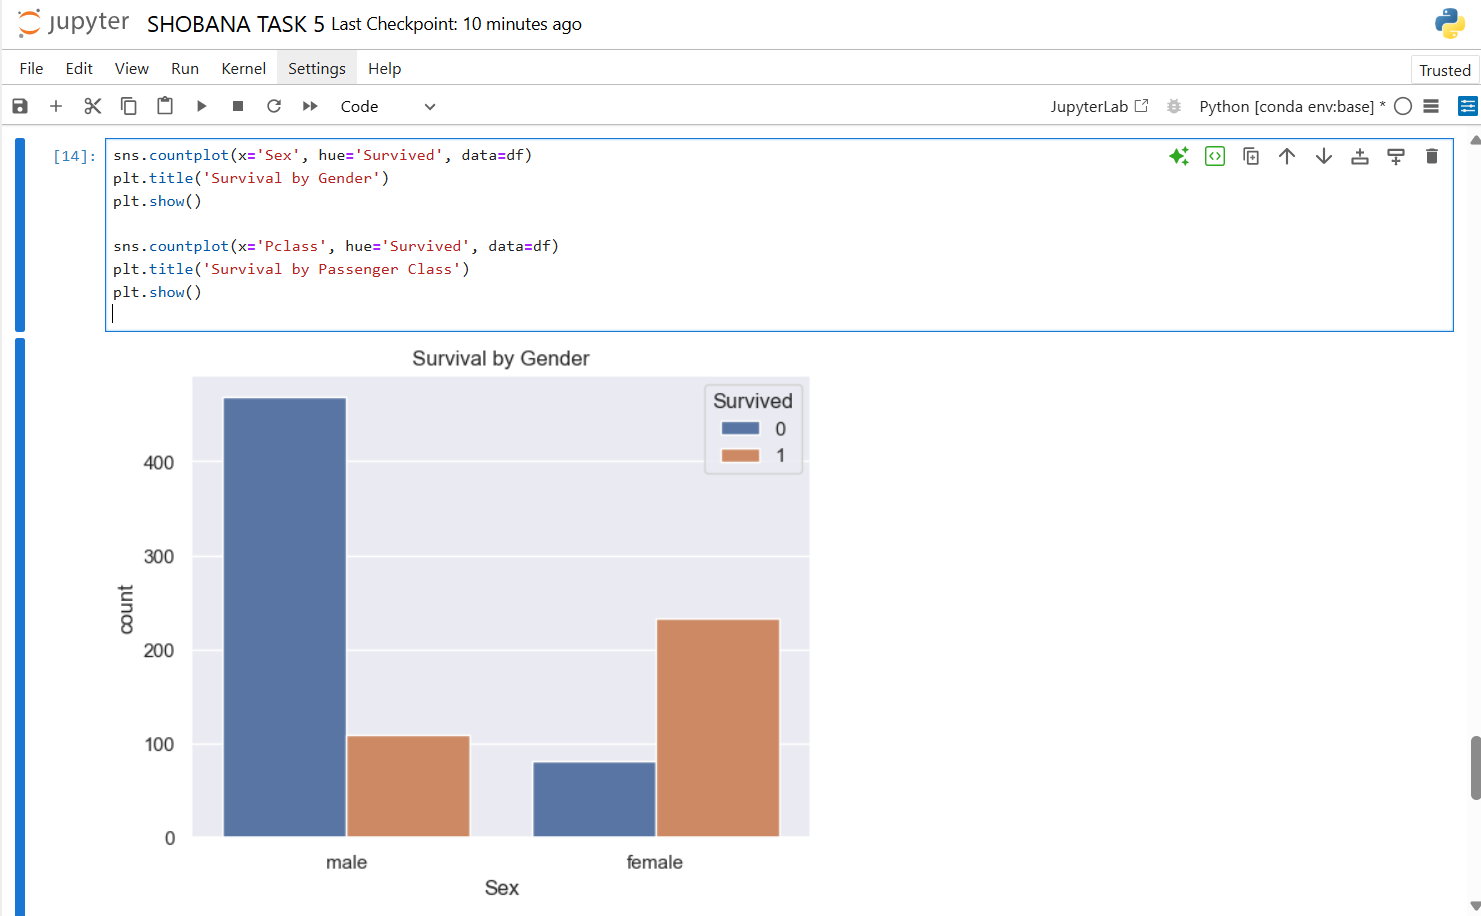 jupyter SHOBANA TASK 5 Last Checkpoint: 10 minutes ago
File Edit View Run Kernel Settings Help
Trusted
Code JupyterLab Python [conda env:base] *
[14]: sns.countplot(x='Sex', hue='Survived', data=df)
plt.title('Survival by Gender')
plt.show()
sns.countplot(x='Pclass', hue='Survived', data=df)
plt.title('Survival by Passenger Class')
plt.show()
Survival by Gender
Survived
0
1
400
300
200
100
0
count
male female
Sex